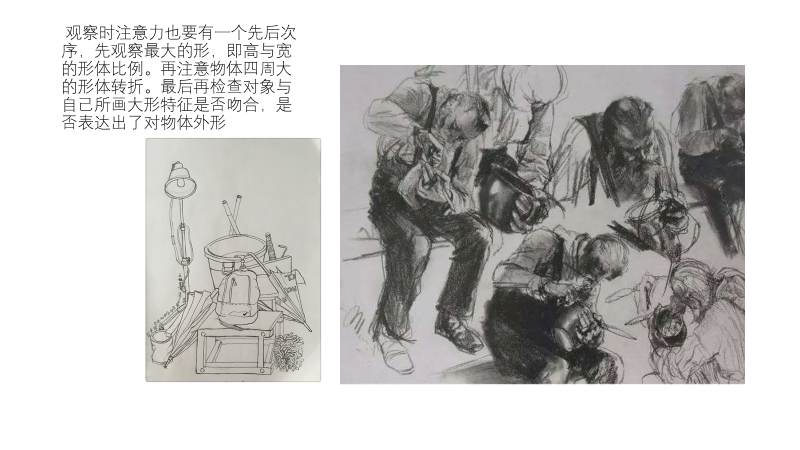 观察时注意力也要有一个先后次
序，先观察最大的形，即高与宽
的形体比例。再注意物体四周大
的形体转折。最后再检查对象与
自己所画大形特征是否吻合，是
否表达出了对物体外形